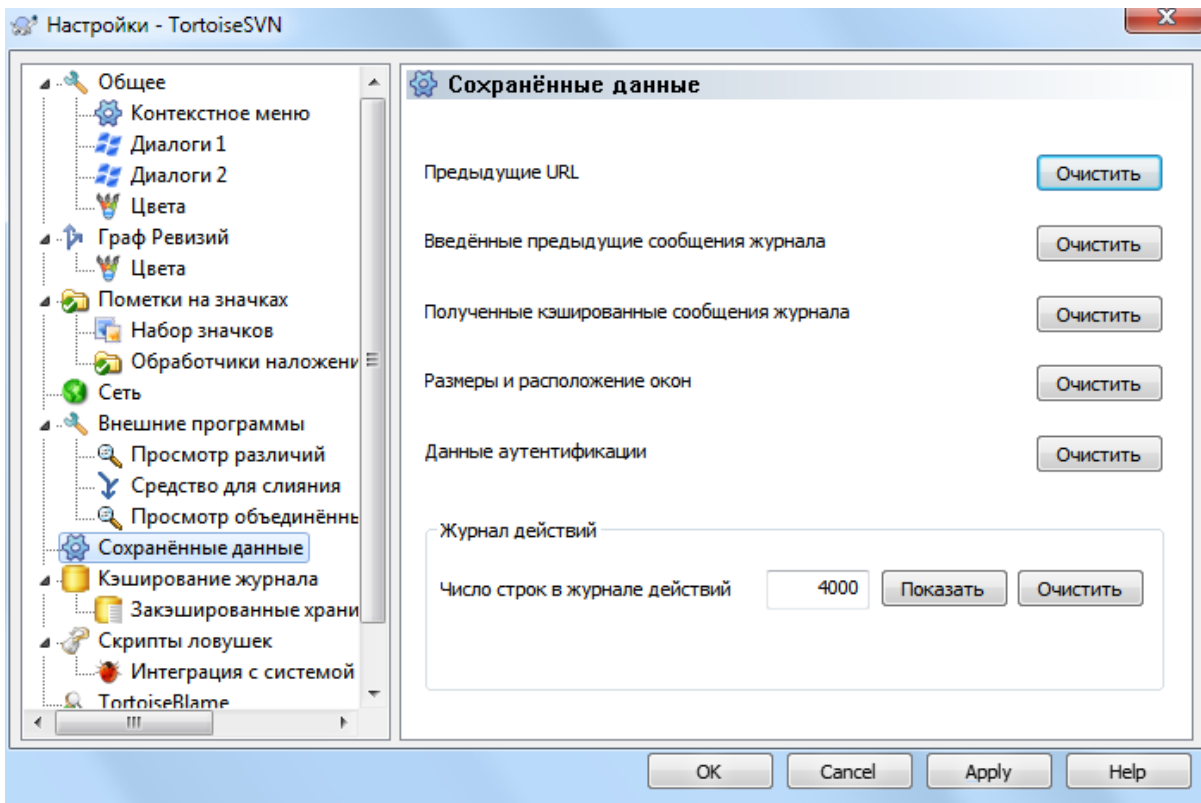 Настройки - TortoiseSVN
Общее
Контекстное меню
Диалоги 1
Диалоги 2
Цвета
Граф Ревизий
Цвета
Пометки на значках
Набор значков
Обработчики наложени
Сеть
Внешние программы
Просмотр различий
Средство для слияния
Просмотр объединённь
Сохранённые данные
Кэширование журнала
Закэшированные храни
Скрипты ловушек
Интеграция с системой
TortoiseBlame
Сохранённые данные
Предыдущие URL
Очистить
Введённые предыдущие сообщения журнала
Очистить
Полученные кэшированные сообщения журнала
Очистить
Размеры и расположение окон
Очистить
Данные аутентификации
Очистить
Журнал действий
Число строк в журнале действий 4000 Показать Очистить
OK Cancel Apply Help